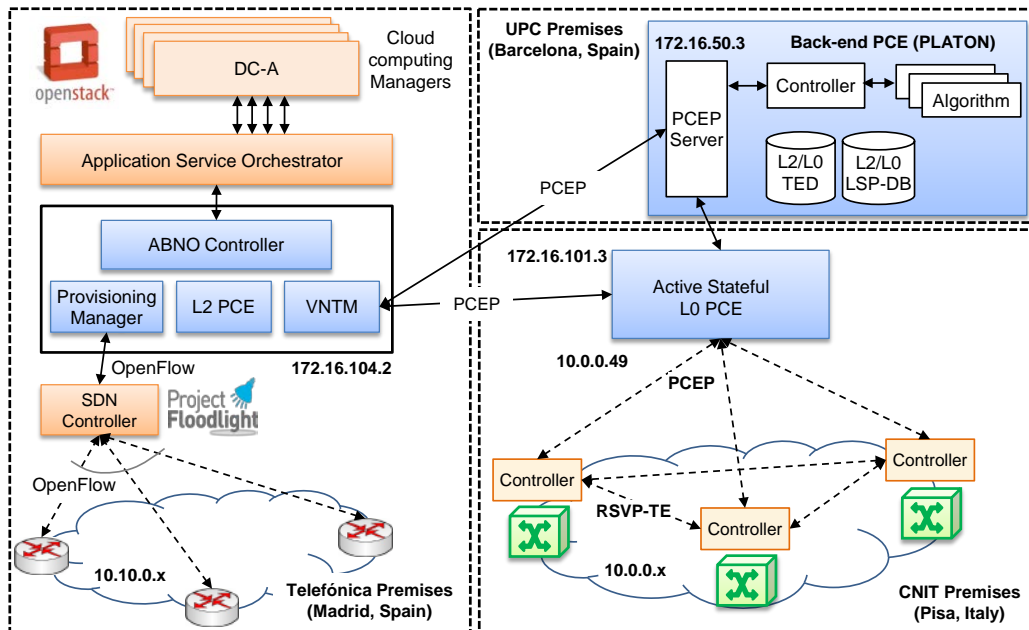 openstack™
DC-A
Cloud
computing
Managers
Application Service Orchestrator
ABNO Controller
Provisioning
Manager
L2 PCE
VNTM
OpenFlow
172.16.104.2
SDN
Controller
Project
Floodlight
OpenFlow
10.10.0.x
Telefónica Premises
(Madrid, Spain)
PCEP
PCEP
UPC Premises
(Barcelona, Spain)
172.16.50.3
Back-end PCE (PLATON)
PCEP
Server
Controller
Algorithm
L2/L0
TED
L2/L0
LSP-DB
172.16.101.3
Active Stateful
L0 PCE
10.0.0.49
PCEP
Controller
Controller
RSVP-TE
Controller
10.0.0.x
CNIT Premises
(Pisa, Italy)